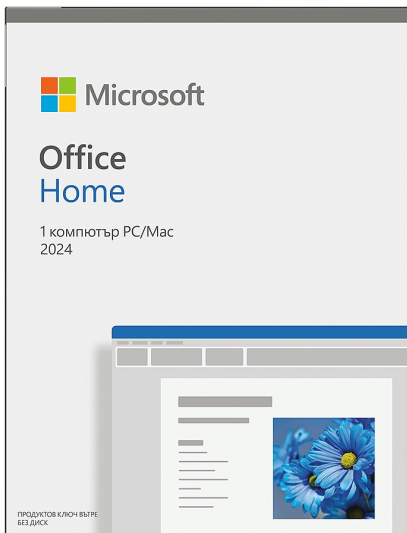 Microsoft
Office
Home
1 компютър PC/Mac
2024
ПРОДУКТОВ КЛЮЧ ВЪТРЕ
БЕЗ ДИСК